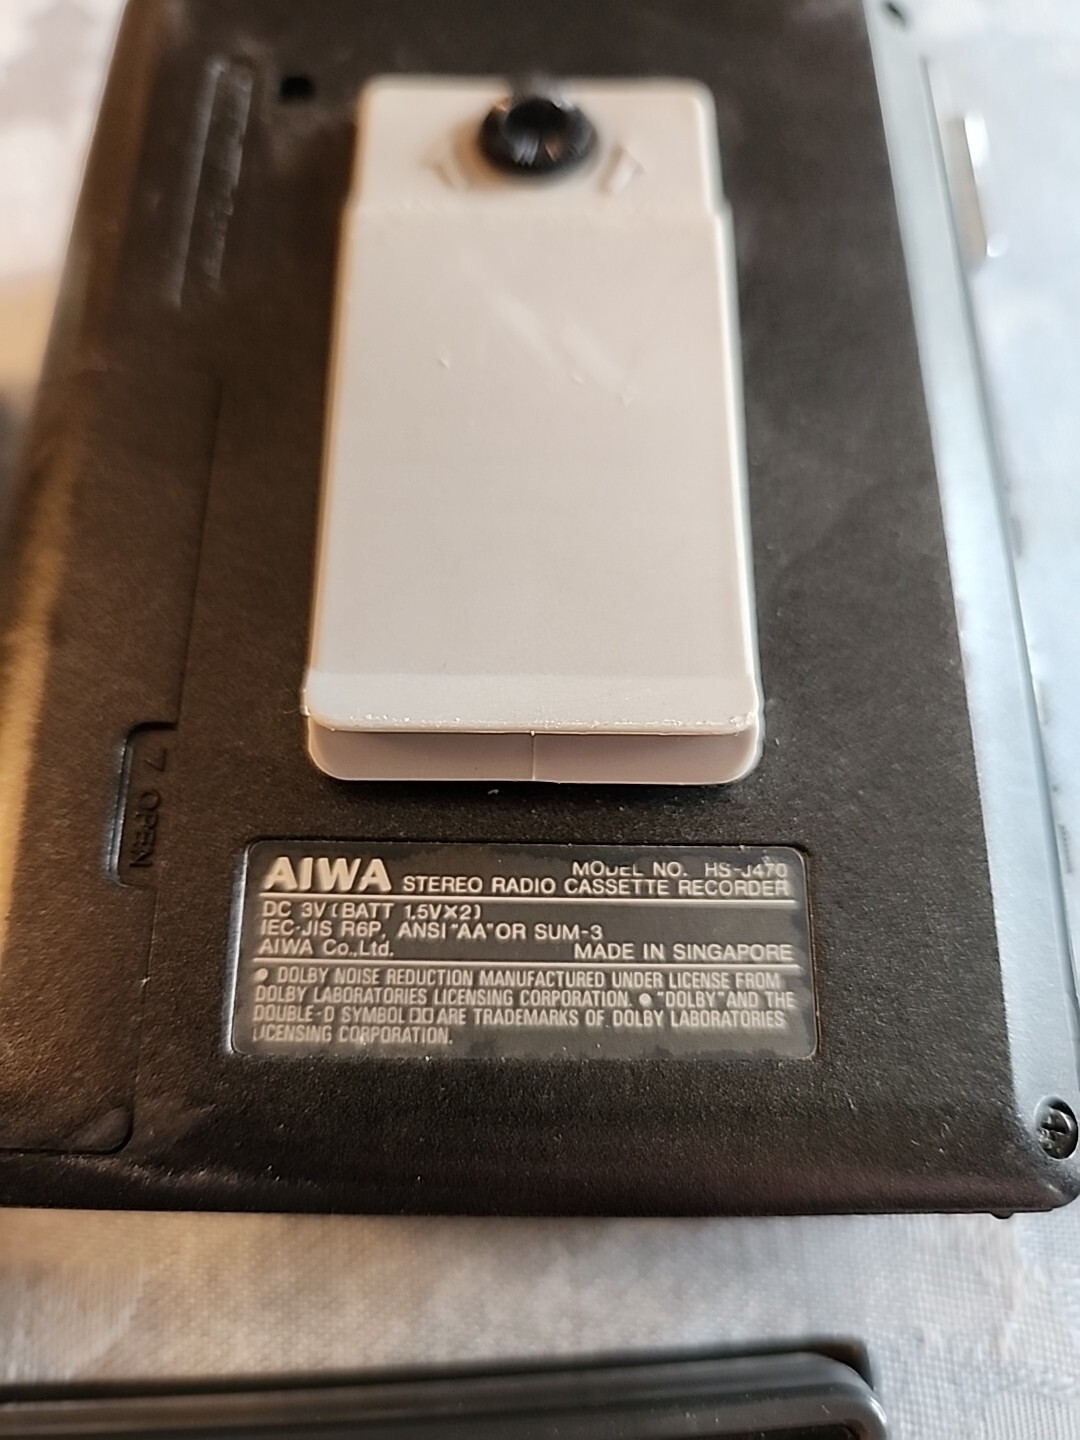 7 OPEN
AIWA MODEL NO. HS-J470
STEREO RADIO CASSETTE RECORDER
DC 3V (BATT 1.5V×2)
IEC·JIS R6P, ANSI "AA" OR SUM-3
AIWA Co.,Ltd. MADE IN SINGAPORE
● DOLBY NOISE REDUCTION MANUFACTURED UNDER LICENSE FROM
DOLBY LABORATORIES LICENSING CORPORATION. ● "DOLBY" AND THE
DOUBLE-D SYMBOL ▯▯ ARE TRADEMARKS OF DOLBY LABORATORIES
LICENSING CORPORATION.